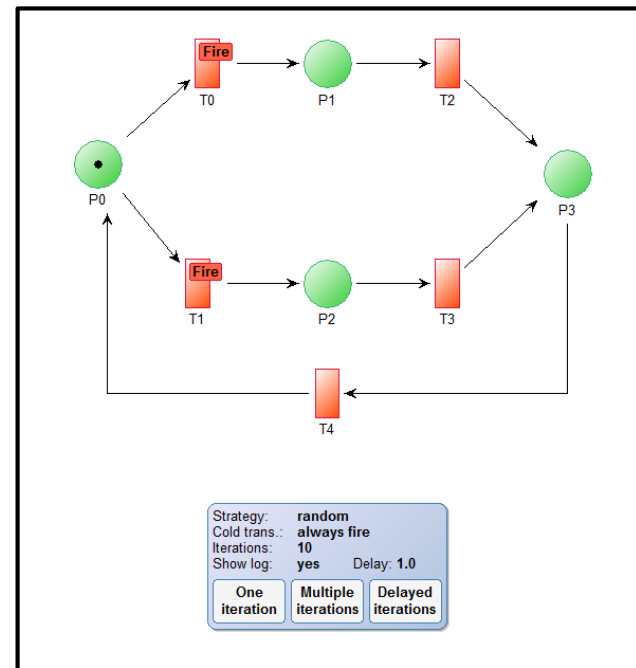 Fire
T0
P1
T2
P0
P3
Fire
T1
P2
T3
T4
Strategy: random
Cold trans.: always fire
Iterations: 10
Show log: yes Delay: 1.0
One iteration
Multiple iterations
Delayed iterations